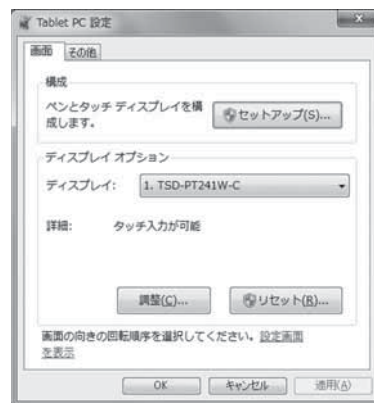 Tablet PC 設定
画面 その他
構成
ペンとタッチ ディスプレイを構
成します。
セットアップ(S)...
ディスプレイ オプション
ディスプレイ: 1. TSD-PT241W-C
詳細: タッチ入力が可能
調整(C)... リセット(R)...
画面の向きの回転順序を選択してください。 設定画面
を表示
OK キャンセル 適用(A)